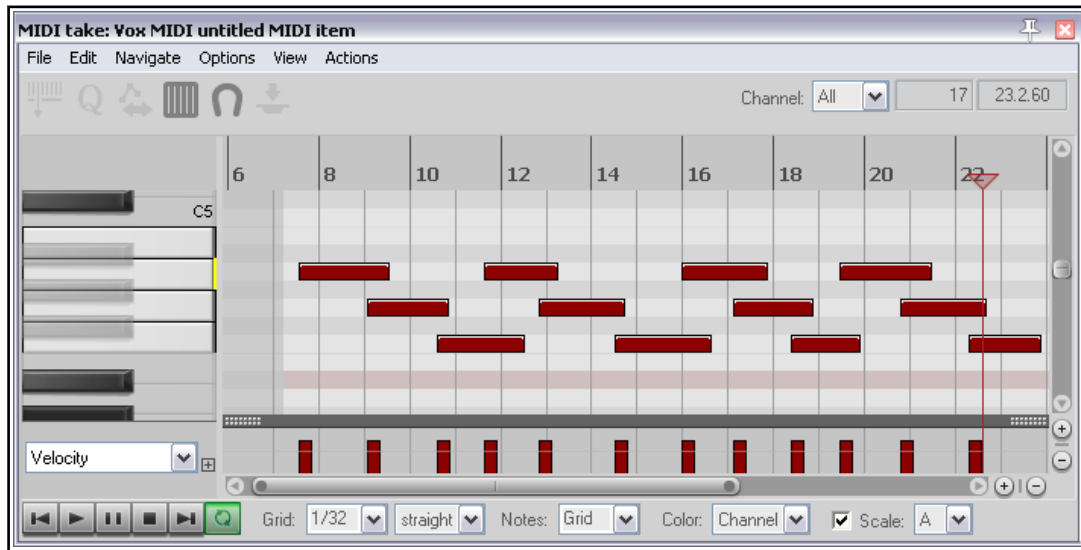 MIDI take: Vox MIDI untitled MIDI item
File Edit Navigate Options View Actions
Q Channel: All 17 23.2.60
6 8 10 12 14 16 18 20 22
C5
Velocity
Grid: 1/32 straight Notes: Grid Color: Channel Scale: A